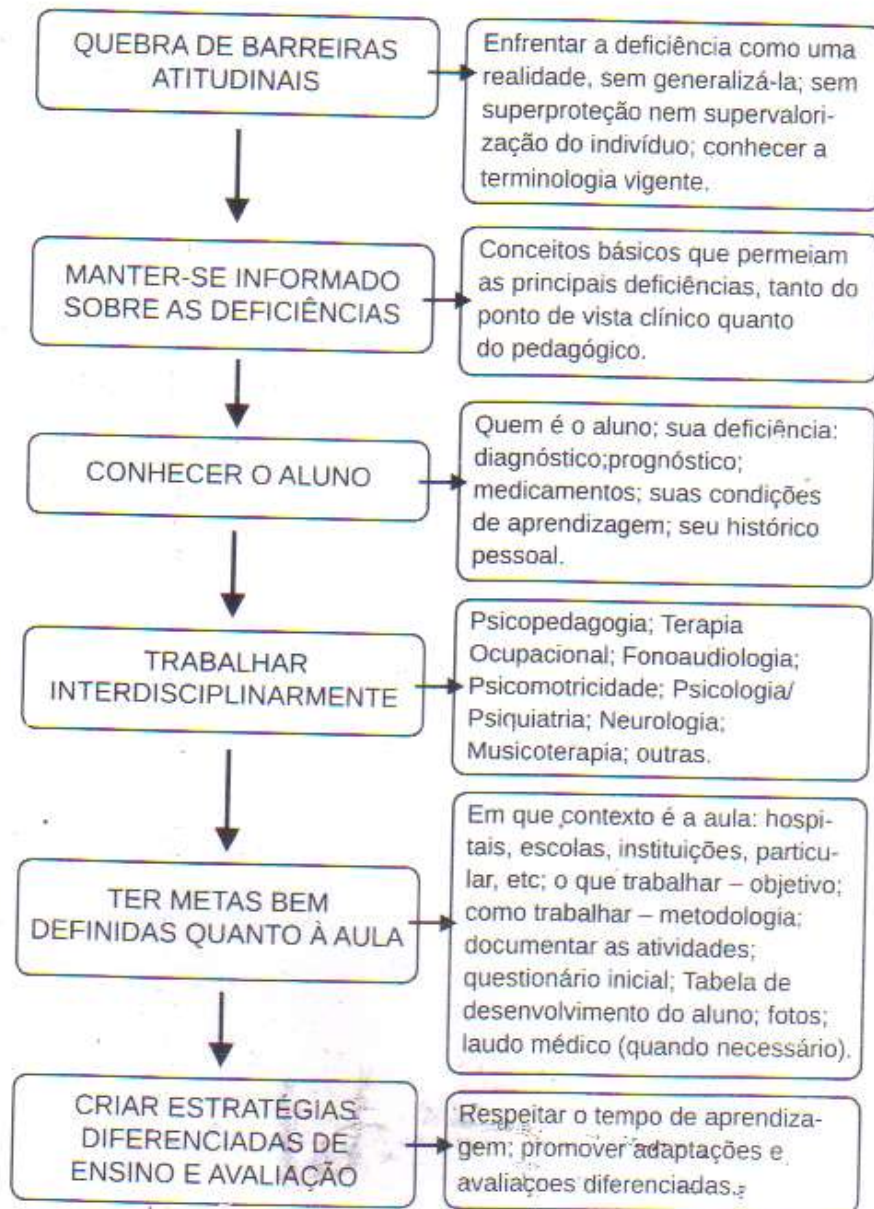 QUEBRA DE BARREIRAS
ATITUDINAIS
Enfrentar a deficiência como uma
realidade, sem generalizá-la; sem
superproteção nem supervalori-
zação do indivíduo; conhecer a
terminologia vigente.
MANTER-SE INFORMADO
SOBRE AS DEFICIÊNCIAS
Conceitos básicos que permeiam
as principais deficiências, tanto do
ponto de vista clínico quanto
do pedagógico.
CONHECER O ALUNO
Quem é o aluno; sua deficiência:
diagnóstico;prognóstico;
medicamentos; suas condições
de aprendizagem; seu histórico
pessoal.
TRABALHAR
INTERDISCIPLINARMENTE
Psicopedagogia; Terapia
Ocupacional; Fonoaudiologia;
Psicomotricidade; Psicologia/
Psiquiatria; Neurologia;
Musicoterapia; outras.
TER METAS BEM
DEFINIDAS QUANTO À AULA
Em que contexto é a aula: hospi-
tais, escolas, instituições, particu-
lar, etc; o que trabalhar – objetivo;
como trabalhar – metodologia;
documentar as atividades;
questionário inicial; Tabela de
desenvolvimento do aluno; fotos;
laudo médico (quando necessário).
CRIAR ESTRATÉGIAS
DIFERENCIADAS DE
ENSINO E AVALIAÇÃO
Respeitar o tempo de aprendiza-
gem; promover adaptações e
avaliaçoes diferenciadas.